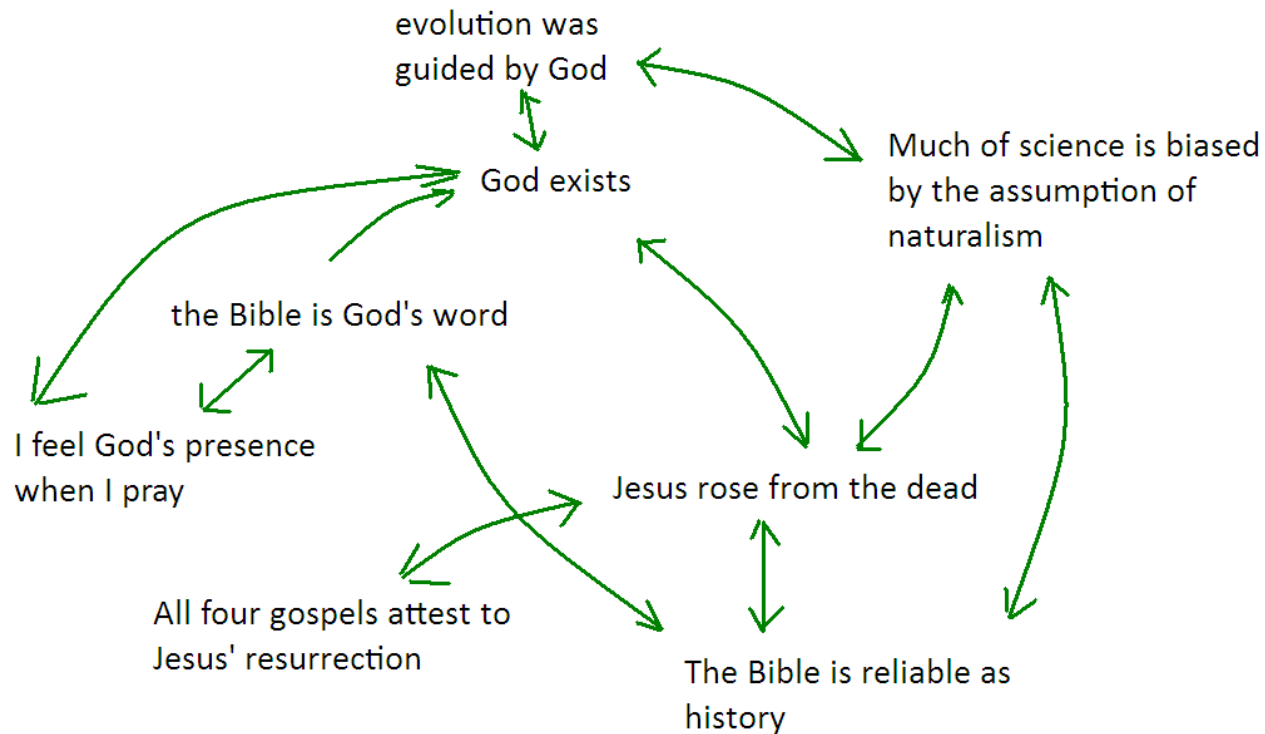 evolution was
guided by God
Much of science is biased
by the assumption of
naturalism
God exists
the Bible is God's word
I feel God's presence
when I pray
Jesus rose from the dead
All four gospels attest to
Jesus' resurrection
The Bible is reliable as
history